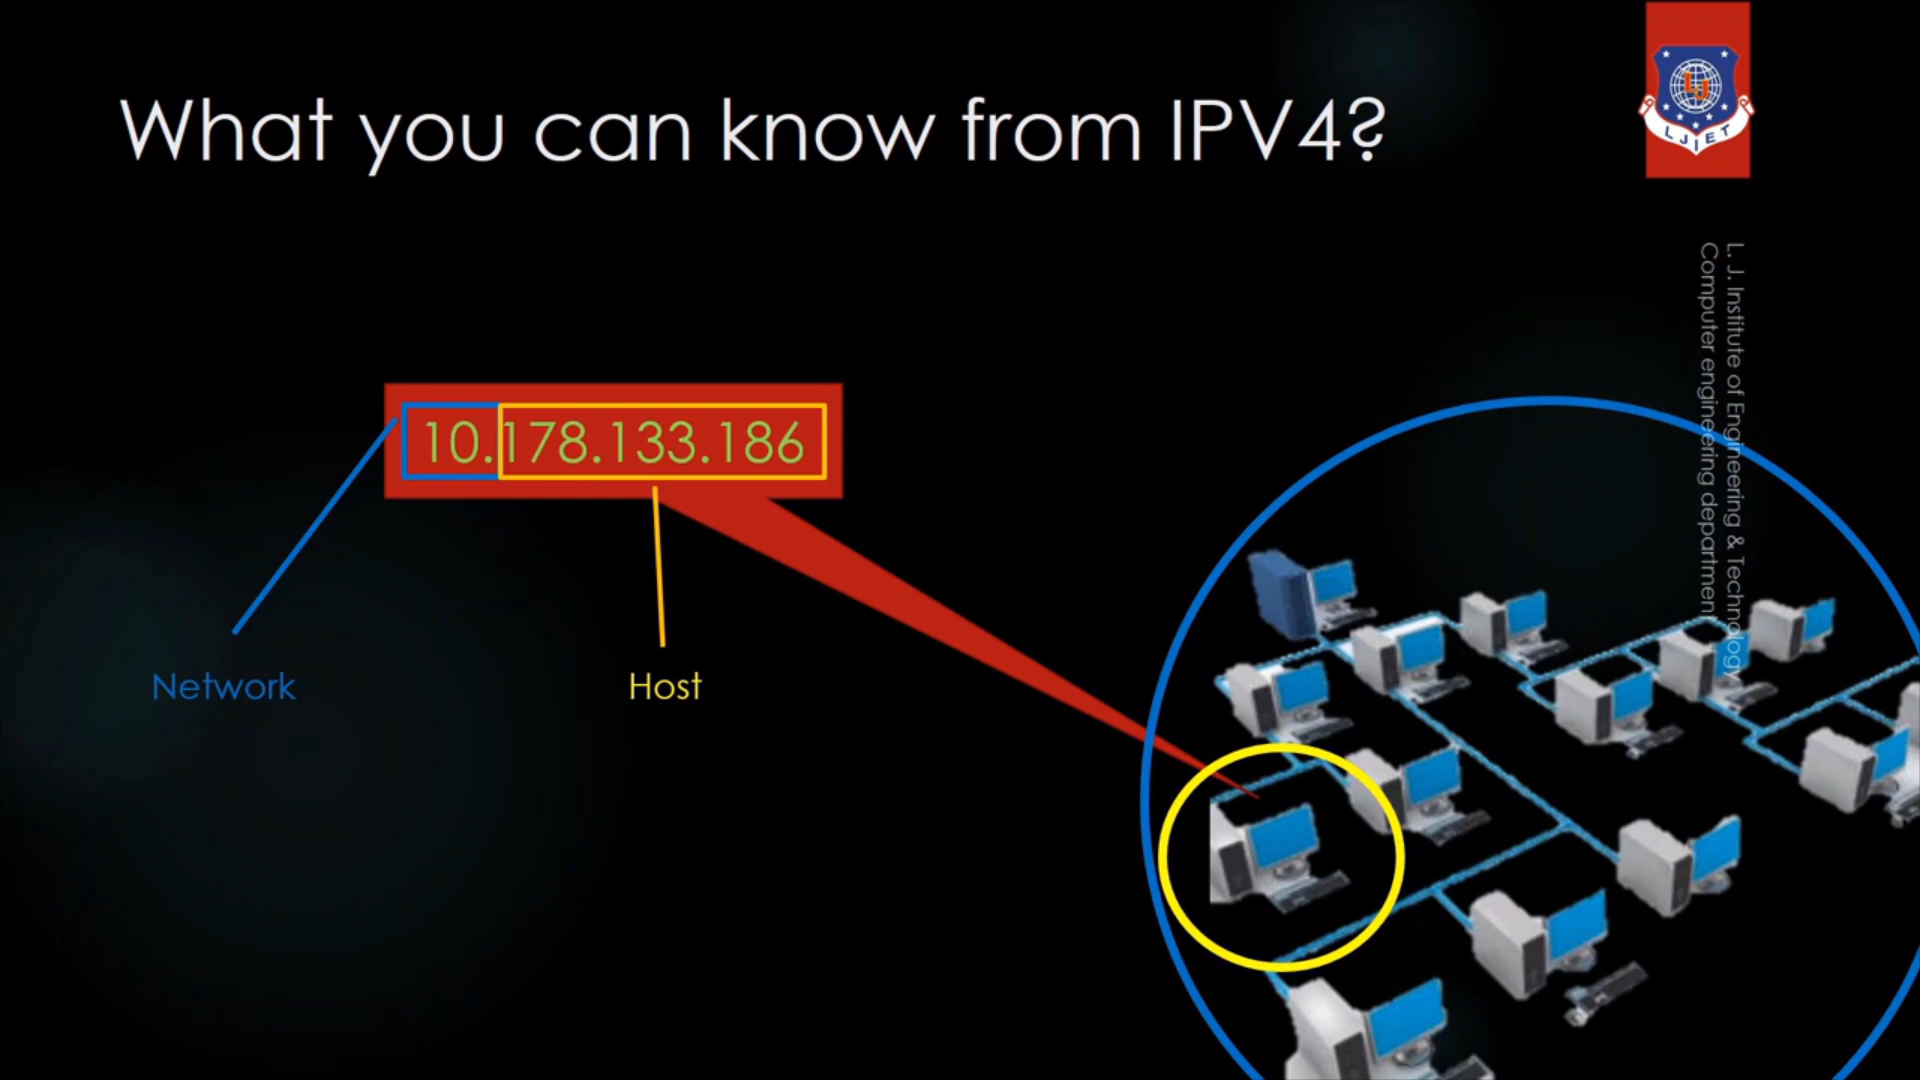 What you can know from IPV4?
LJIET
L. J. Institute of Engineering & Technology
Computer engineering department
10.178.133.186
Network
Host